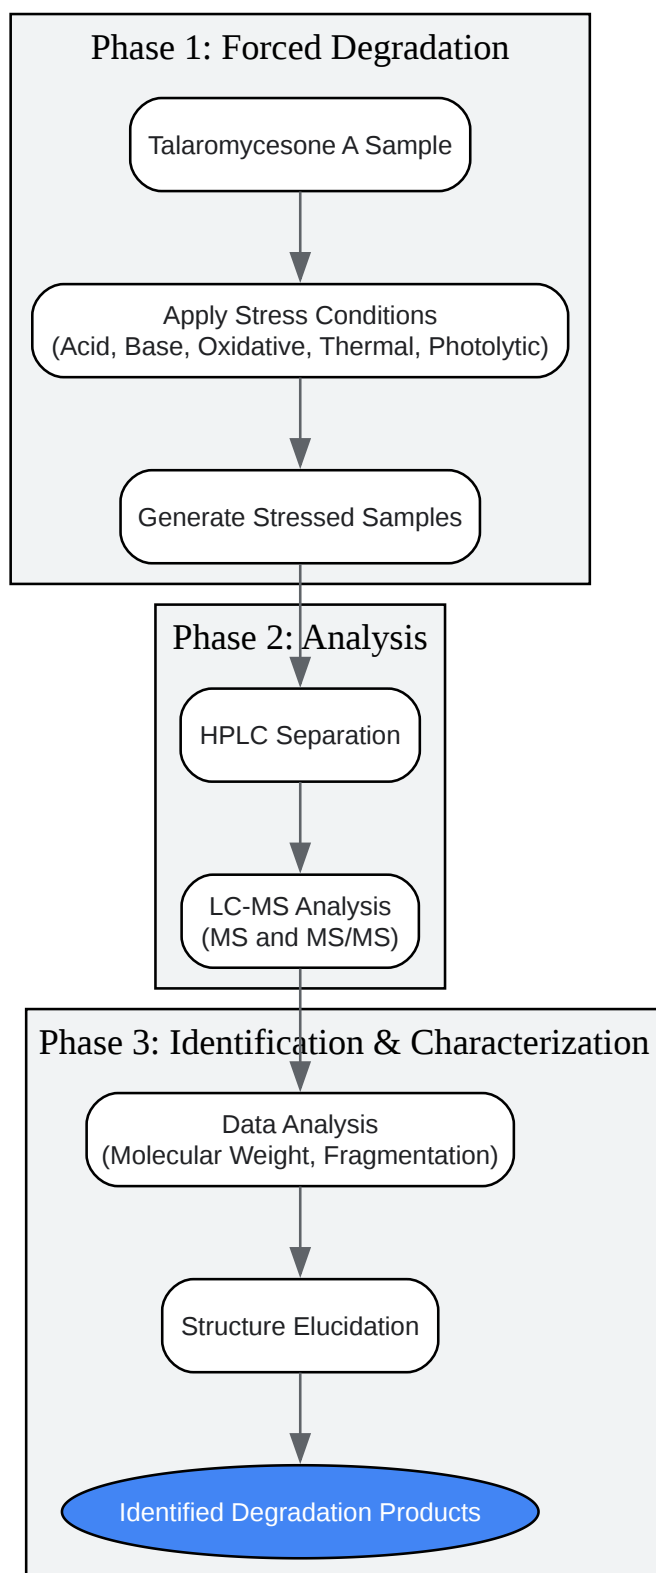 Phase 1: Forced Degradation
Talaromycesone A Sample
Apply Stress Conditions
(Acid, Base, Oxidative, Thermal, Photolytic)
Generate Stressed Samples
Phase 2: Analysis
HPLC Separation
LC-MS Analysis
(MS and MS/MS)
Phase 3: Identification & Characterization
Data Analysis
(Molecular Weight, Fragmentation)
Structure Elucidation
Identified Degradation Products